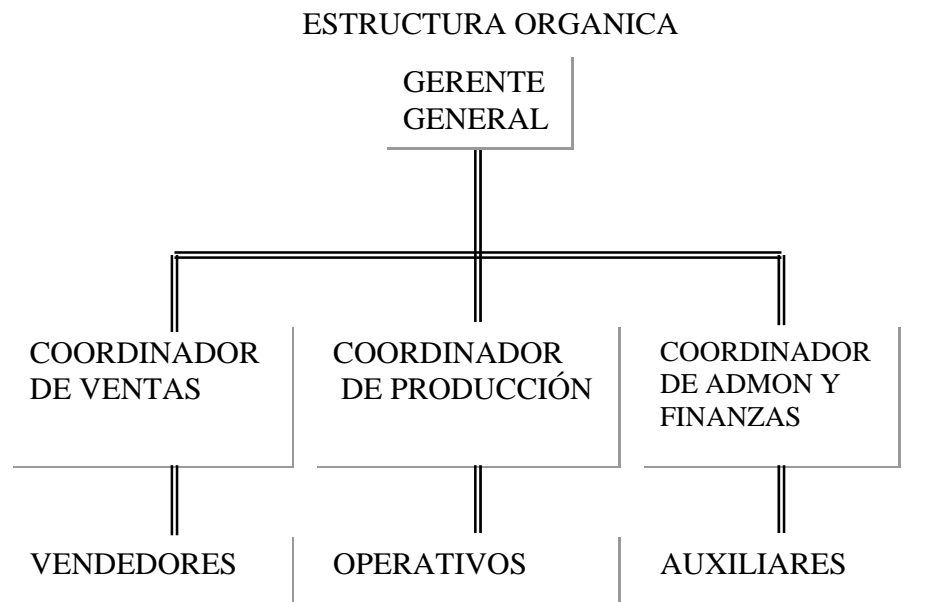 ESTRUCTURA ORGANICA
GERENTE
GENERAL
COORDINADOR
DE VENTAS
COORDINADOR
DE PRODUCCIÓN
COORDINADOR
DE ADMON Y
FINANZAS
VENDEDORES
OPERATIVOS
AUXILIARES